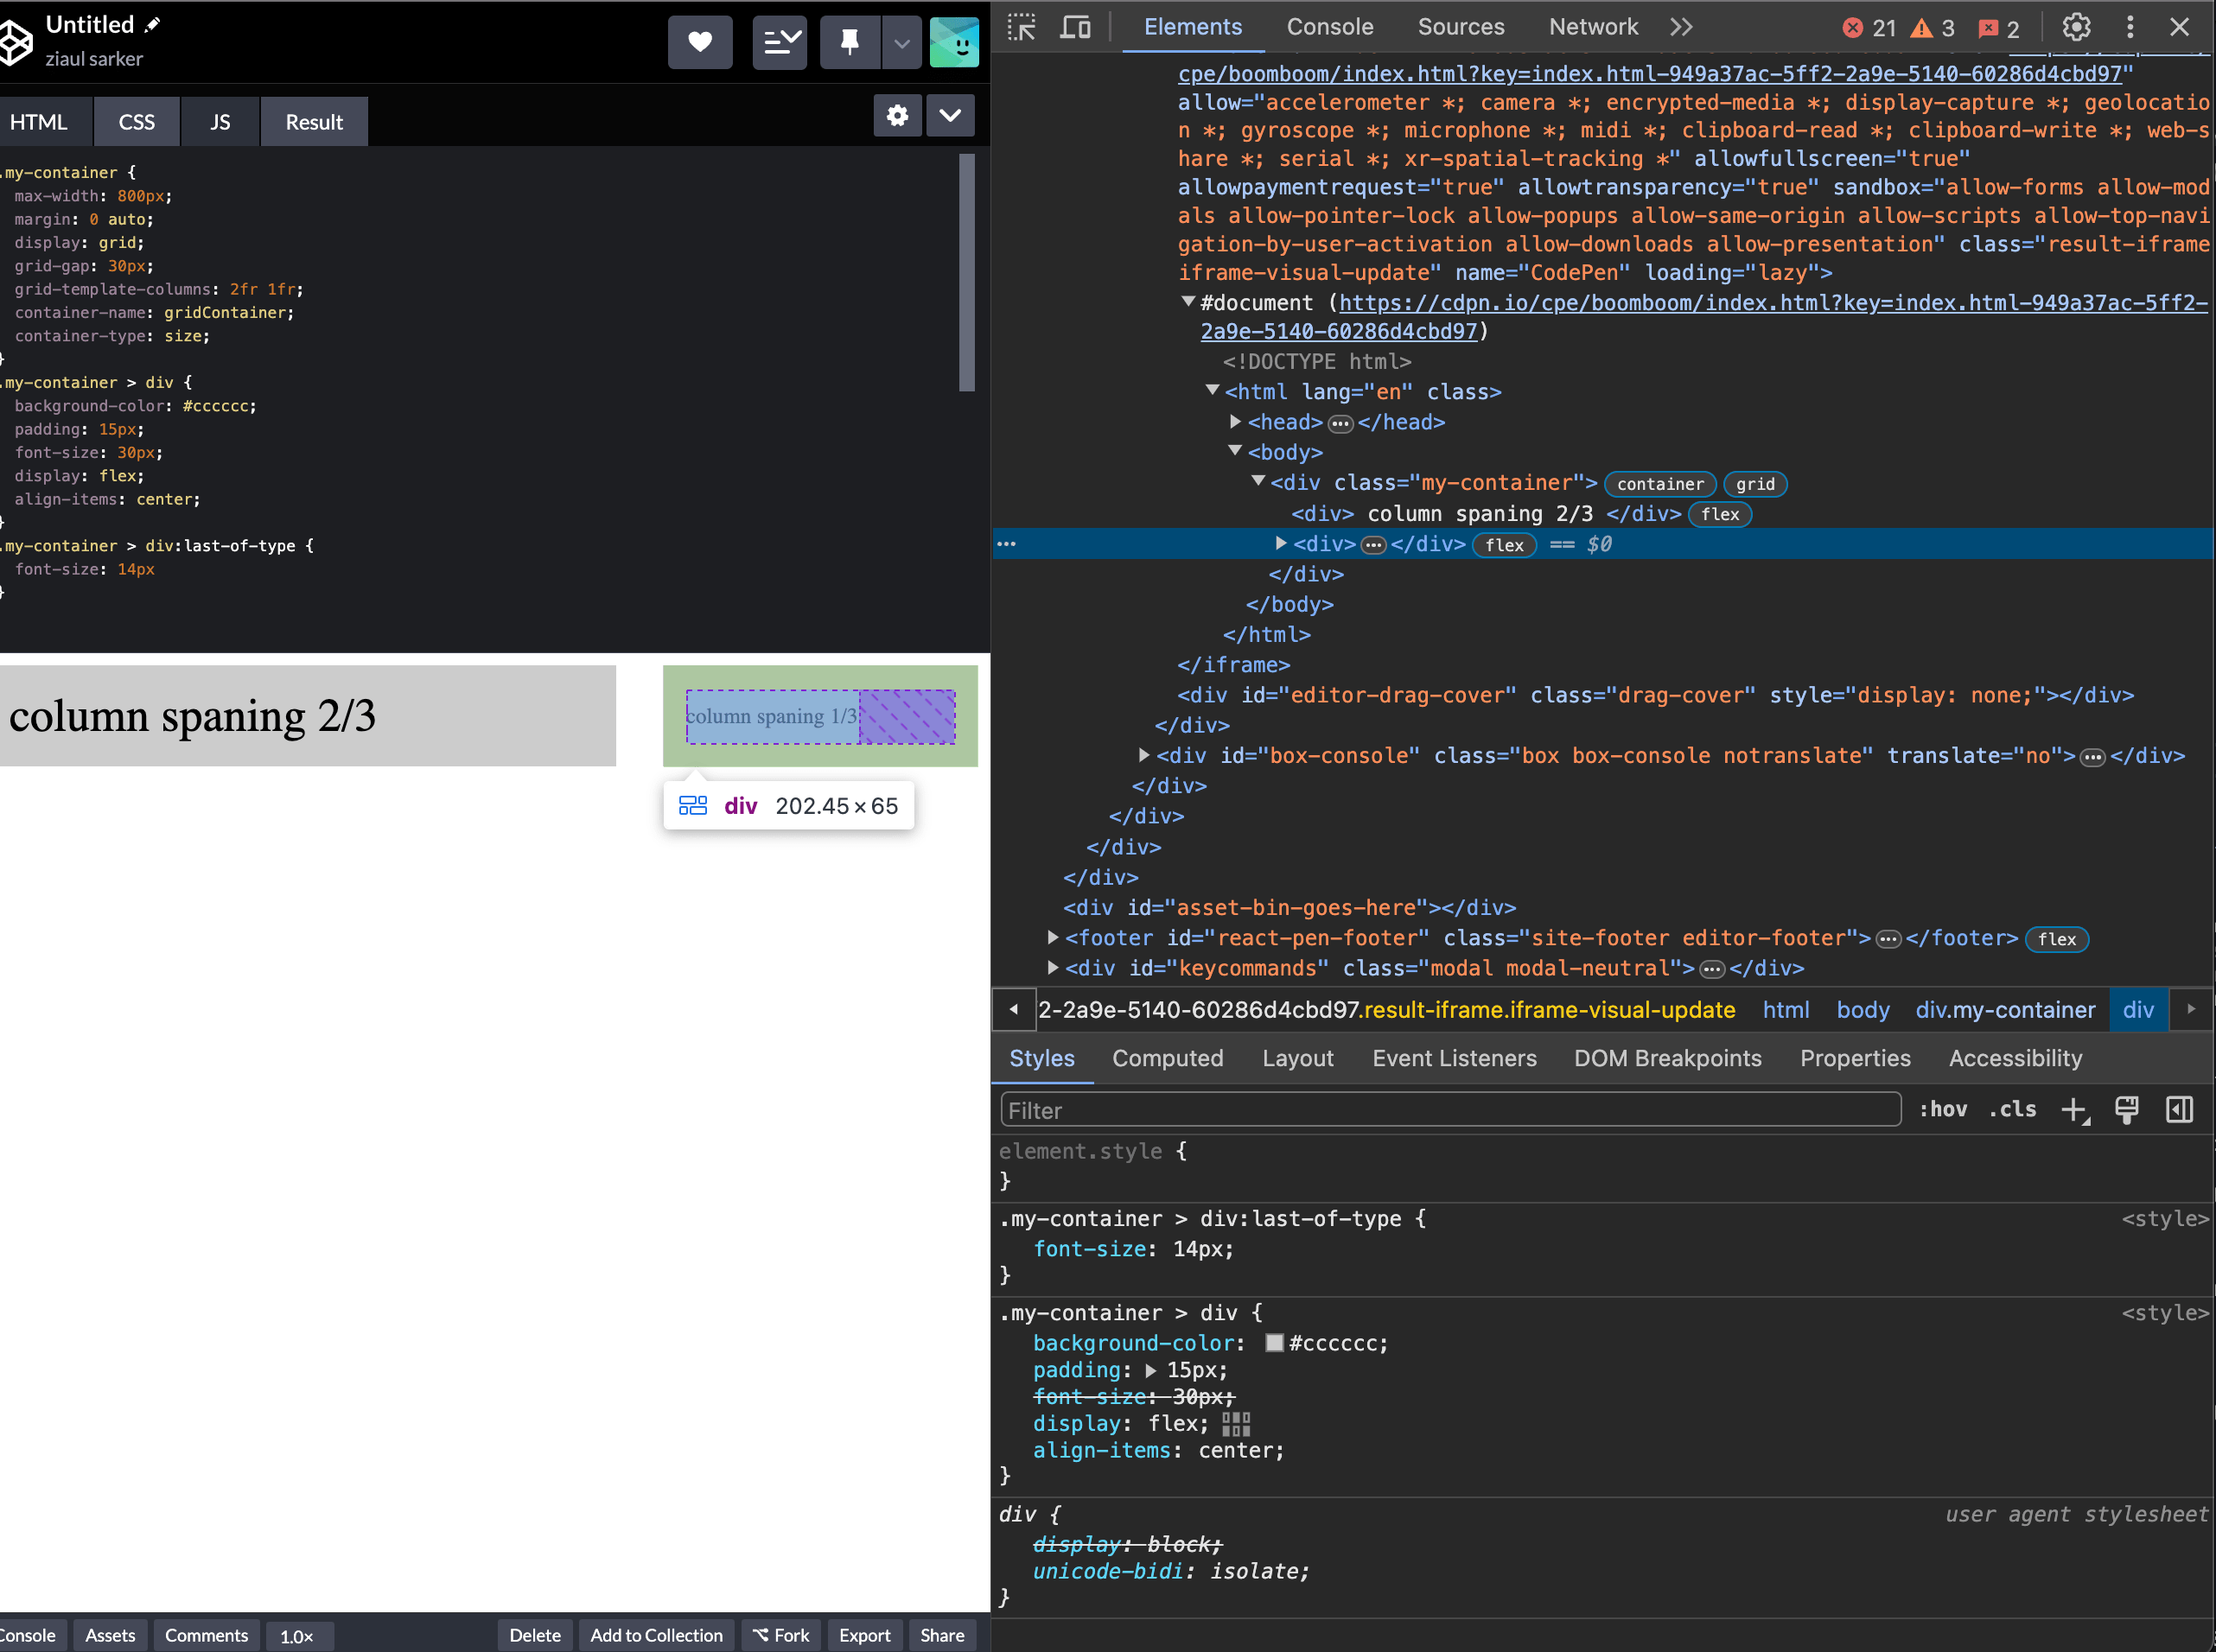 Untitled
ziaul sarker
HTML CSS JS Result
.my-container {
max-width: 800px;
margin: 0 auto;
display: grid;
grid-gap: 30px;
grid-template-columns: 2fr 1fr;
container-name: gridContainer;
container-type: size;
}
.my-container > div {
background-color: #cccccc;
padding: 15px;
font-size: 30px;
display: flex;
align-items: center;
}
.my-container > div:last-of-type {
font-size: 14px
}
column spaning 2/3
column spaning 1/3
div 202.45×65
Console Assets Comments 1.0× Delete Add to Collection Fork Export Share
Elements Console Sources Network 21 3 2
cpe/boomboom/index.html?key=index.html-949a37ac-5ff2-2a9e-5140-60286d4cbd97"
allow="accelerometer *; camera *; encrypted-media *; display-capture *; geolocatio
n *; gyroscope *; microphone *; midi *; clipboard-read *; clipboard-write *; web-s
hare *; serial *; xr-spatial-tracking *" allowfullscreen="true"
allowpaymentrequest="true" allowtransparency="true" sandbox="allow-forms allow-mod
als allow-pointer-lock allow-popups allow-same-origin allow-scripts allow-top-navi
gation-by-user-activation allow-downloads allow-presentation" class="result-iframe
iframe-visual-update" name="CodePen" loading="lazy">
#document (https://cdpn.io/cpe/boomboom/index.html?key=index.html-949a37ac-5ff2-
2a9e-5140-60286d4cbd97)
<!DOCTYPE html>
<html lang="en" class>
<head>…</head>
<body>
<div class="my-container"> container grid
<div> column spaning 2/3 </div> flex
… <div>…</div> flex == $0
</div>
</body>
</html>
</iframe>
<div id="editor-drag-cover" class="drag-cover" style="display: none;"></div>
</div>
<div id="box-console" class="box box-console notranslate" translate="no">…</div>
</div>
</div>
</div>
</div>
<div id="asset-bin-goes-here"></div>
<footer id="react-pen-footer" class="site-footer editor-footer">…</footer> flex
<div id="keycommands" class="modal modal-neutral">…</div>
2-2a9e-5140-60286d4cbd97.result-iframe.iframe-visual-update html body div.my-container div
Styles Computed Layout Event Listeners DOM Breakpoints Properties Accessibility
Filter :hov .cls
element.style {
}
.my-container > div:last-of-type { <style>
font-size: 14px;
}
.my-container > div { <style>
background-color: #cccccc;
padding: 15px;
font-size: 30px;
display: flex;
align-items: center;
}
div { user agent stylesheet
display: block;
unicode-bidi: isolate;
}